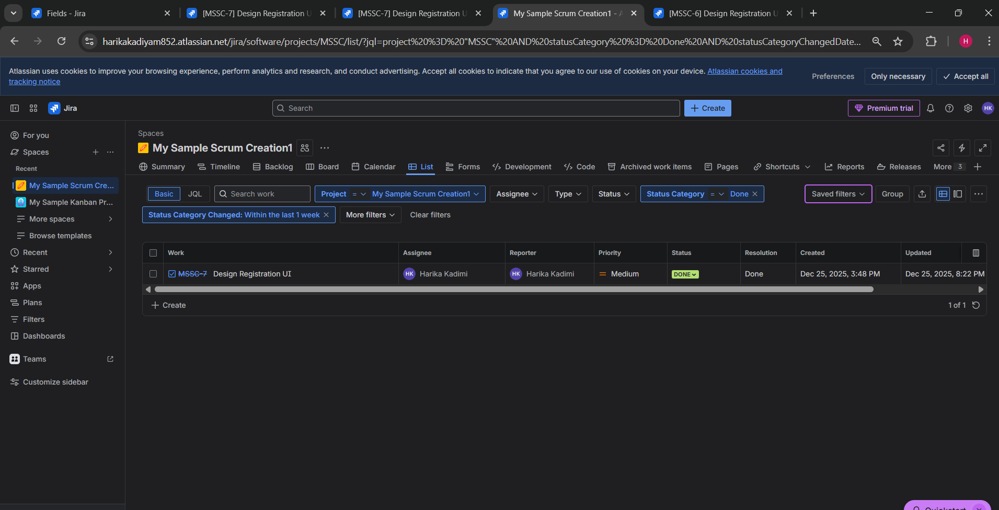 Fields - Jira
[MSSC-7] Design Registration U
[MSSC-7] Design Registration U
My Sample Scrum Creation1 - A
[MSSC-6] Design Registration U
harikakadiyam852.atlassian.net/jira/software/projects/MSSC/list/?jql=project%20%3D%20"MSSC"%20AND%20statusCategory%20%3D%20Done%20AND%20statusCategoryChangedDate...
H
Atlassian uses cookies to improve your browsing experience, perform analytics and research, and conduct advertising. Accept all cookies to indicate that you agree to our use of cookies on your device. Atlassian cookies and
tracking notice
Preferences
Only necessary
Accept all
Jira
Search
Create
Premium trial
HK
For you
Spaces
Recent
My Sample Scrum Cre...
My Sample Kanban Pr...
More spaces
Browse templates
Recent
Starred
Apps
Plans
Filters
Dashboards
Teams
Customize sidebar
Spaces
My Sample Scrum Creation1
Summary Timeline Backlog Board Calendar List Forms Development Code Archived work items Pages Shortcuts Reports Releases More 3
Basic JQL Search work Project = My Sample Scrum Creation1 Assignee Type Status Status Category = Done Saved filters Group
Status Category Changed: Within the last 1 week More filters Clear filters
Work Assignee Reporter Priority Status Resolution Created Updated
MSSC-7 Design Registration UI HK Harika Kadimi HK Harika Kadimi Medium DONE Done Dec 25, 2025, 3:48 PM Dec 25, 2025, 8:22 PM
Create 1 of 1
Quickstart